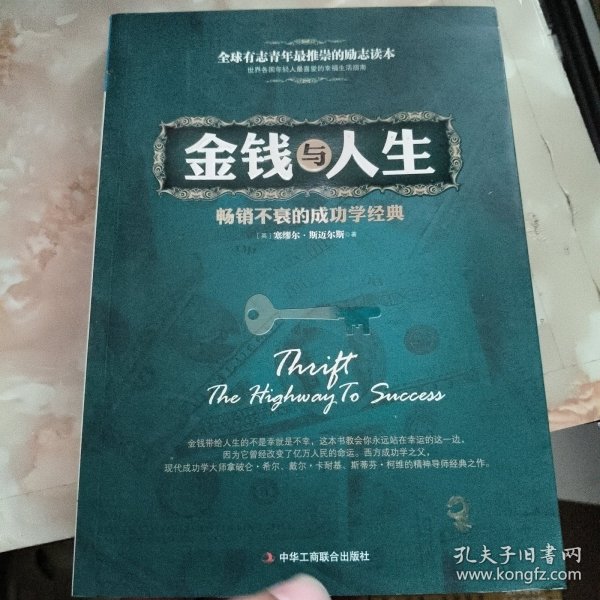 全球有志青年最推崇的励志读本
世界各国年轻人最喜爱的幸福生活指南
金钱与人生
畅销不衰的成功学经典
[英] 塞缪尔·斯迈尔斯 著
Thrift
The Highway To Success
金钱带给人生的不是幸就是不幸，这本书教会你永远站在幸运的这一边，
因为它曾经改变了亿万人民的命运。西方成功学之父，
现代成功学大师拿破仑·希尔、戴尔·卡耐基、斯蒂芬·柯维的精神导师经典之作。
中华工商联合出版社
孔夫子旧书网
www.kongfz.com